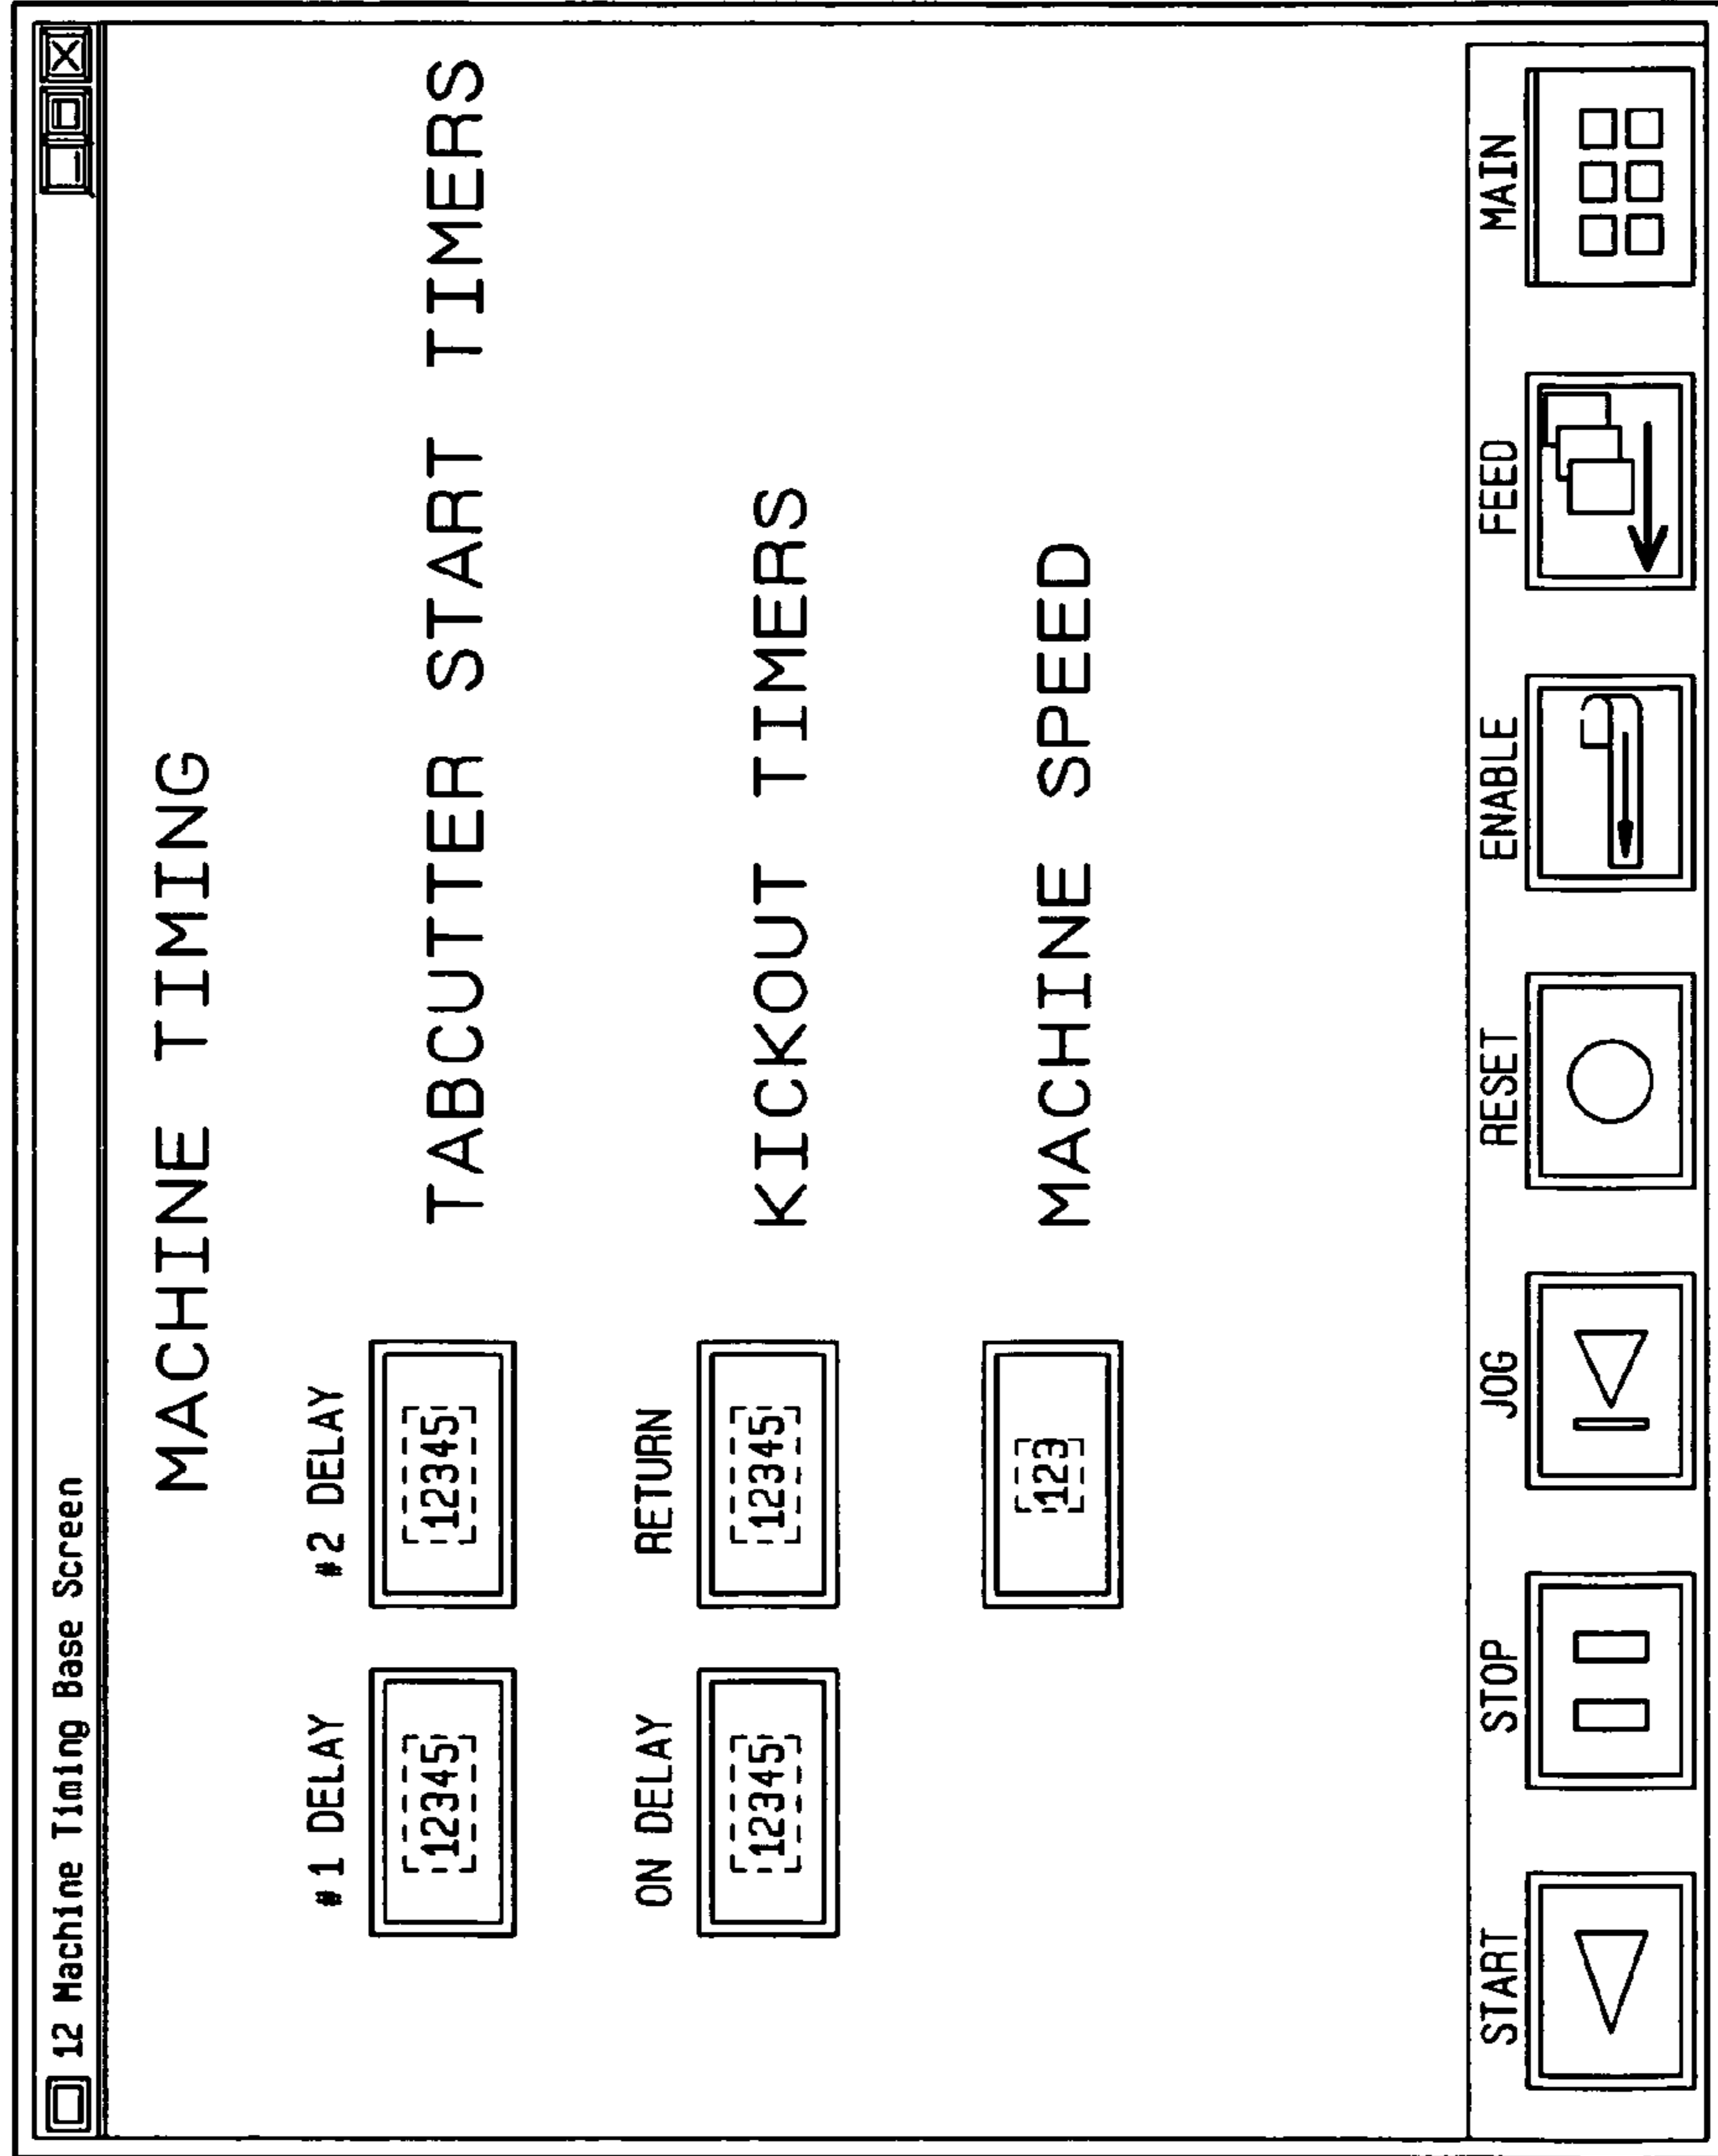 12 Machine Timing Base Screen
MACHINE TIMING
#1 DELAY #2 DELAY
12345 12345 TABCUTTER START TIMERS
ON DELAY RETURN
12345 12345 KICKOUT TIMERS
123 MACHINE SPEED
START STOP JOG RESET ENABLE FEED MAIN